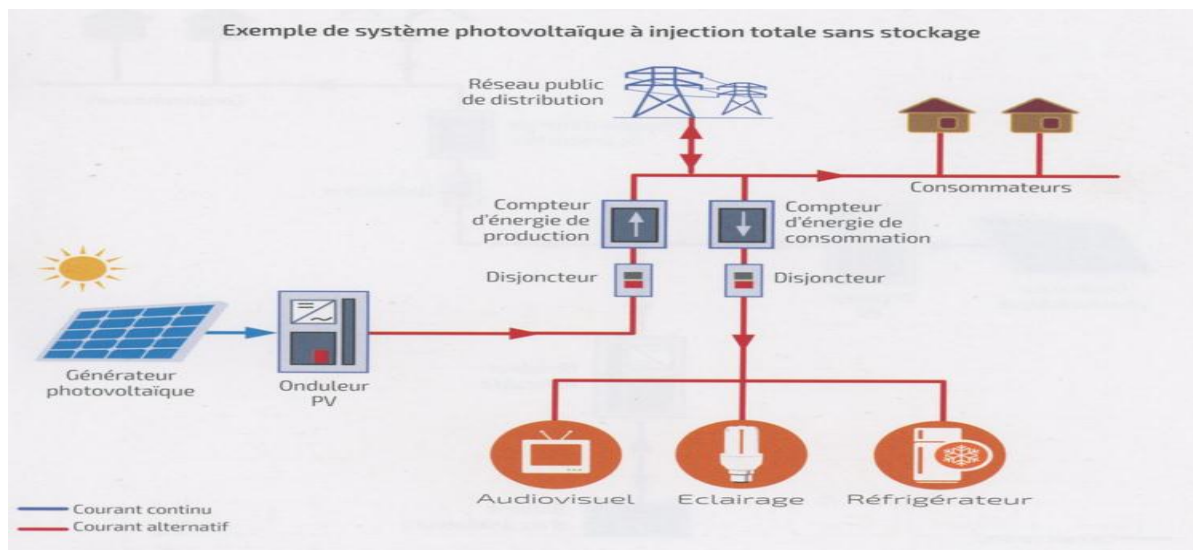 Exemple de système photovoltaïque à injection totale sans stockage
Réseau public
de distribution
Consommateurs
Compteur
d'énergie de
production
Compteur
d'énergie de
consommation
Disjoncteur
Disjoncteur
Générateur
photovoltaïque
Onduleur
PV
Audiovisuel
Eclairage
Réfrigérateur
Courant continu
Courant alternatif